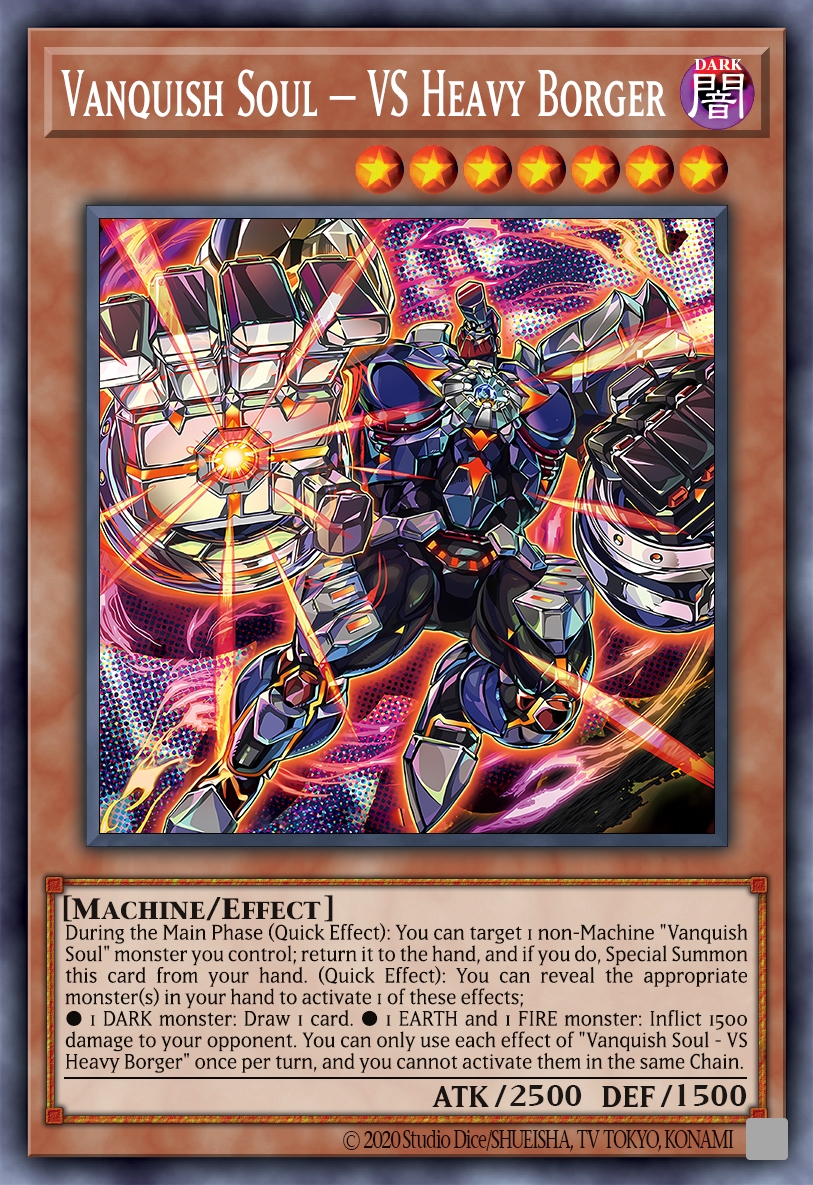 VANQUISH SOUL – VS HEAVY BORGER
DARK
闇
[MACHINE/EFFECT]
During the Main Phase (Quick Effect): You can target 1 non-Machine "Vanquish
Soul" monster you control; return it to the hand, and if you do, Special Summon
this card from your hand. (Quick Effect): You can reveal the appropriate
monster(s) in your hand to activate 1 of these effects;
● 1 DARK monster: Draw 1 card. ● 1 EARTH and 1 FIRE monster: Inflict 1500
damage to your opponent. You can only use each effect of "Vanquish Soul - VS
Heavy Borger" once per turn, and you cannot activate them in the same Chain.
ATK/2500 DEF/1500
© 2020 Studio Dice/SHUEISHA, TV TOKYO, KONAMI